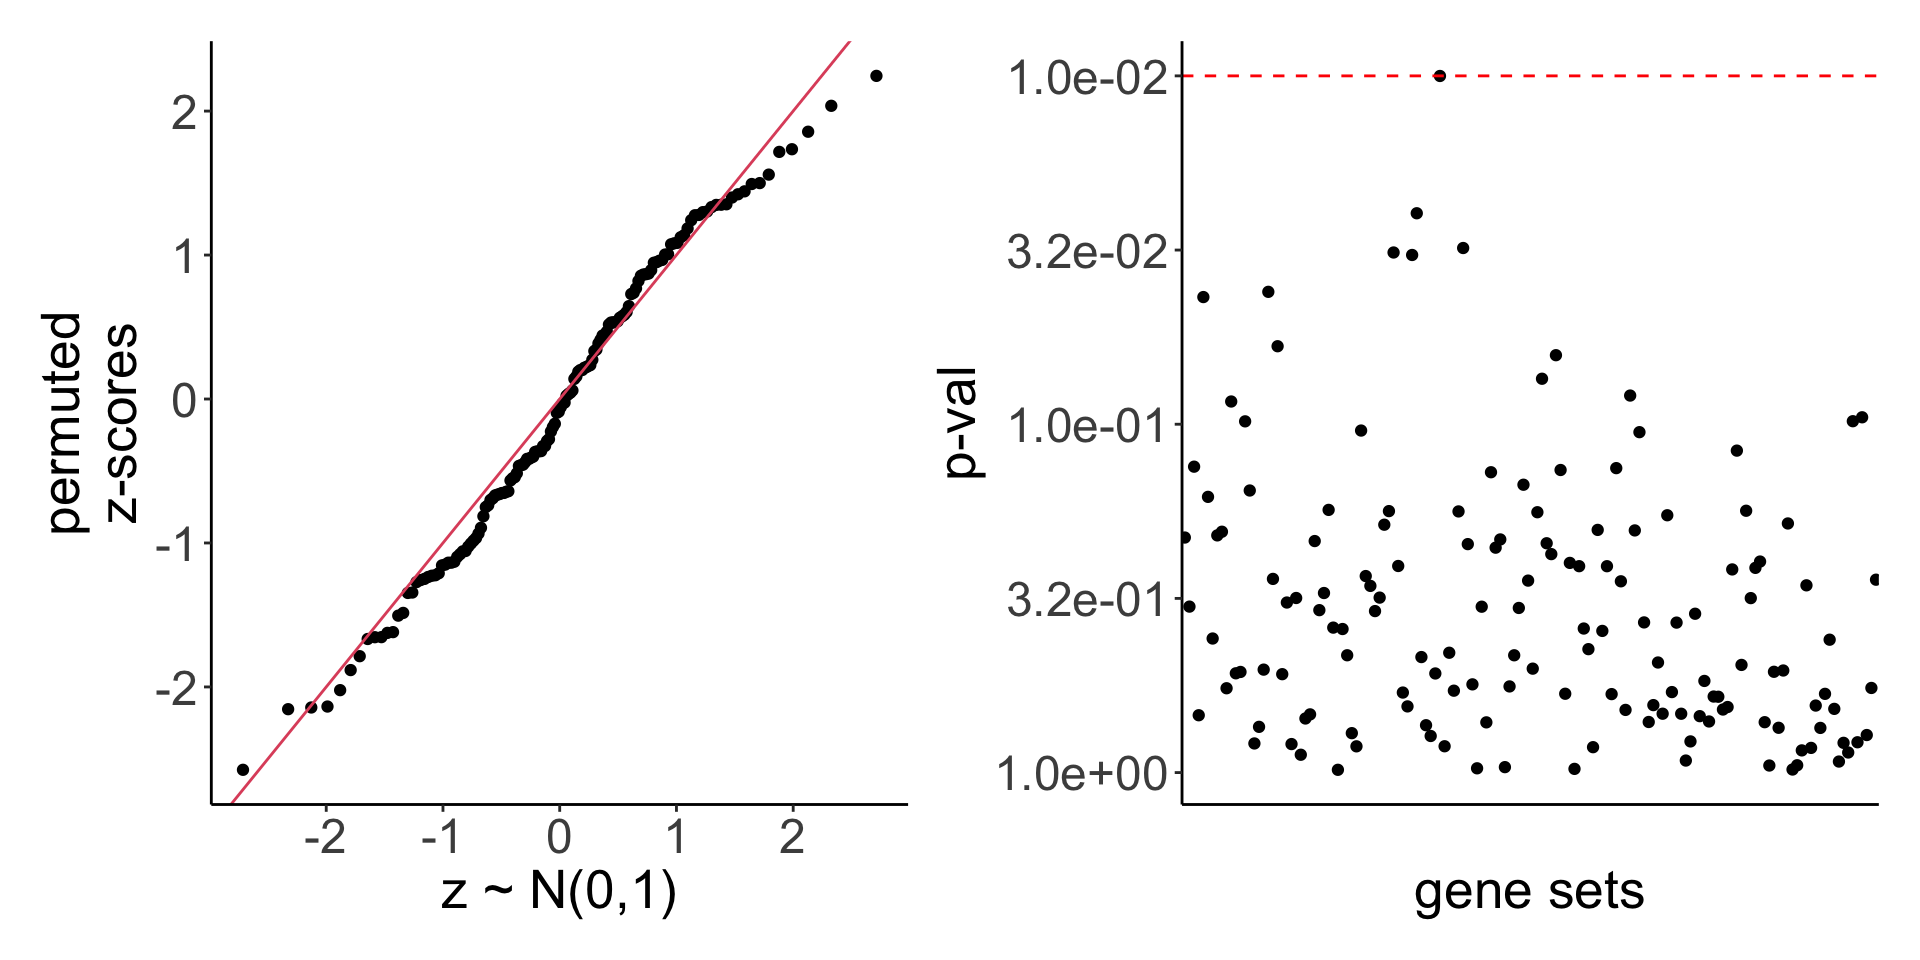 permuted
z-scores
2
1
0
-1
-2
-2 -1 0 1 2
z ~ N(0,1)
p-val
1.0e-02
3.2e-02
1.0e-01
3.2e-01
1.0e+00
gene sets